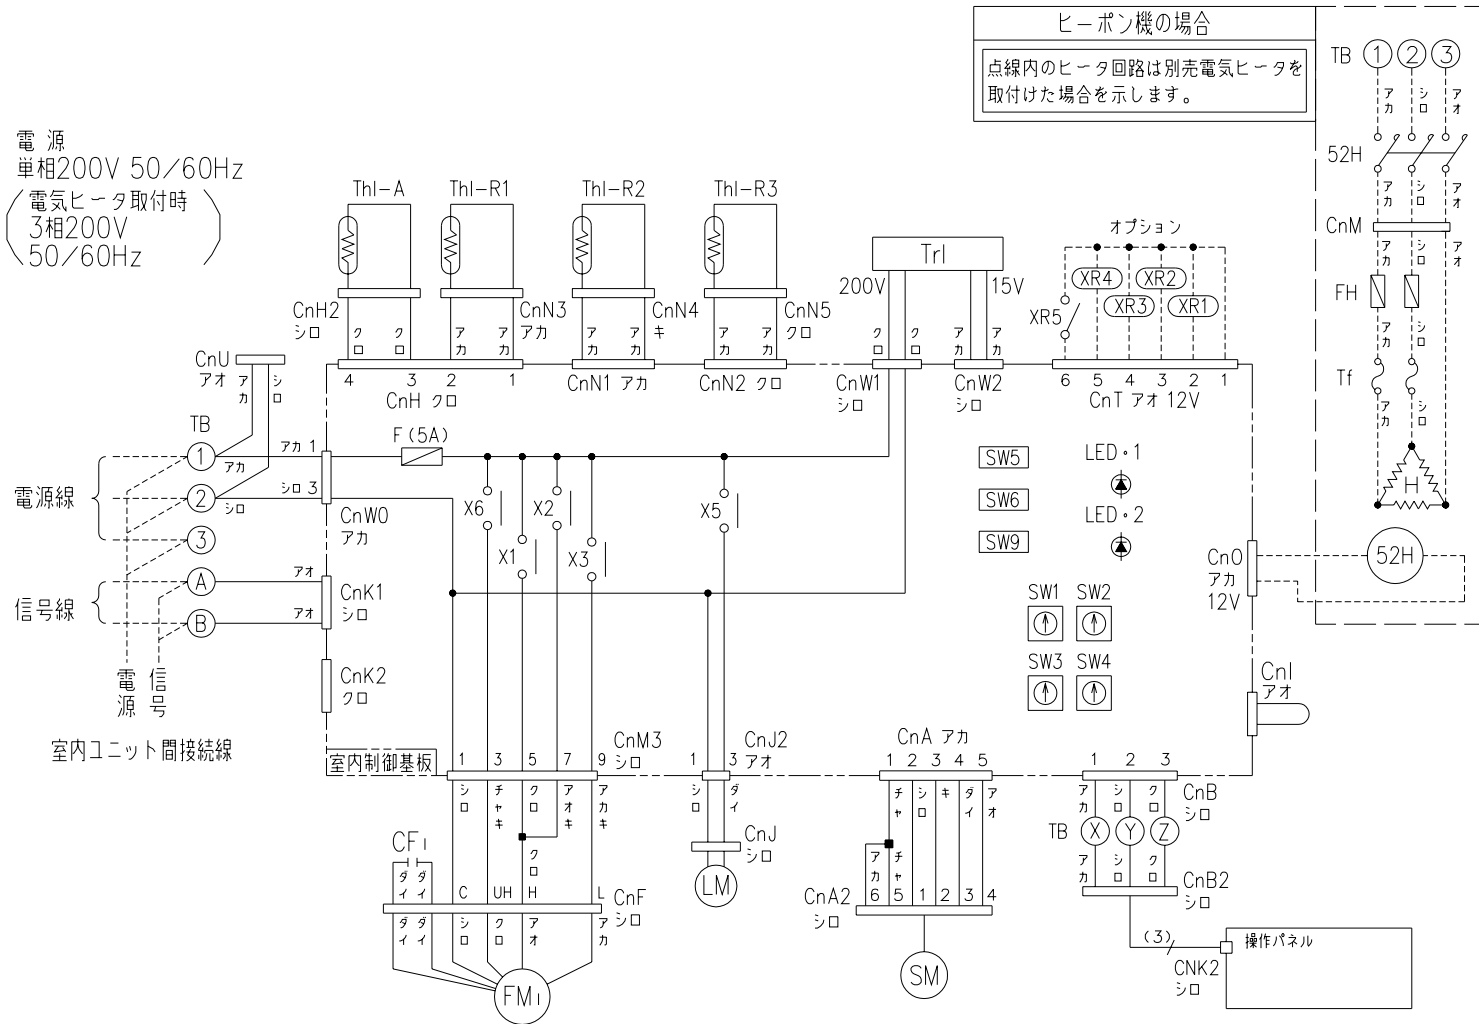 ヒーポン機の場合
点線内のヒータ回路は別売電気ヒータを
取付けた場合を示します。
TB 1 2 3
アカ シロ アオ
52H
アカ シロ アオ
CnM
アカ シロ アオ
FH
アカ シロ
Tf
アカ シロ
H
52H
電源
単相200V 50/60Hz
(電気ヒータ取付時
3相200V
50/60Hz)
ThI-A ThI-R1 ThI-R2 ThI-R3
CnH2 シロ
CnN3 アカ
CnN4 キ
CnN5 クロ
クロ クロ アカ アカ アカ アカ アカ アカ
4 3 2 1
CnH クロ
CnN1 アカ
CnN2 クロ
TrI
200V 15V
クロ クロ アカ アカ
CnW1 シロ
CnW2 シロ
オプション
XR4 XR2
XR5 XR3 XR1
6 5 4 3 2 1
CnT アオ 12V
CnU アオ
アカ シロ
TB
電源線
1 アカ アカ 1
2 シロ シロ 3
3
CnW0
アカ
F(5A)
X6 X1 X2 X3 X5
SW5
SW6
SW9
LED・1
LED・2
CnO
アカ
12V
信号線
A アオ
B アオ
CnK1
シロ
CnK2
クロ
電源 信号
室内ユニット間接続線
SW1 SW2
SW3 SW4
CnI
アオ
室内制御基板
1 3 5 7 9
CnM3
シロ
シロ チャキ クロ アオキ アカキ
クロ
CFI
ダイ ダイ
C UH H L
CnF
シロ
ダイ ダイ シロ クロ アオ アカ
FMI
1 3
CnJ2
アオ
シロ ダイ
CnJ
シロ
LM
CnA アカ
1 2 3 4 5
チャ シロ キ ダイ アオ
アカ チャ
6 5 1 2 3 4
CnA2
シロ
SM
1 2 3
CnB
シロ
アカ シロ クロ
TB X Y Z
アカ シロ クロ
CnB2
シロ
(3)
CNK2
シロ
操作パネル